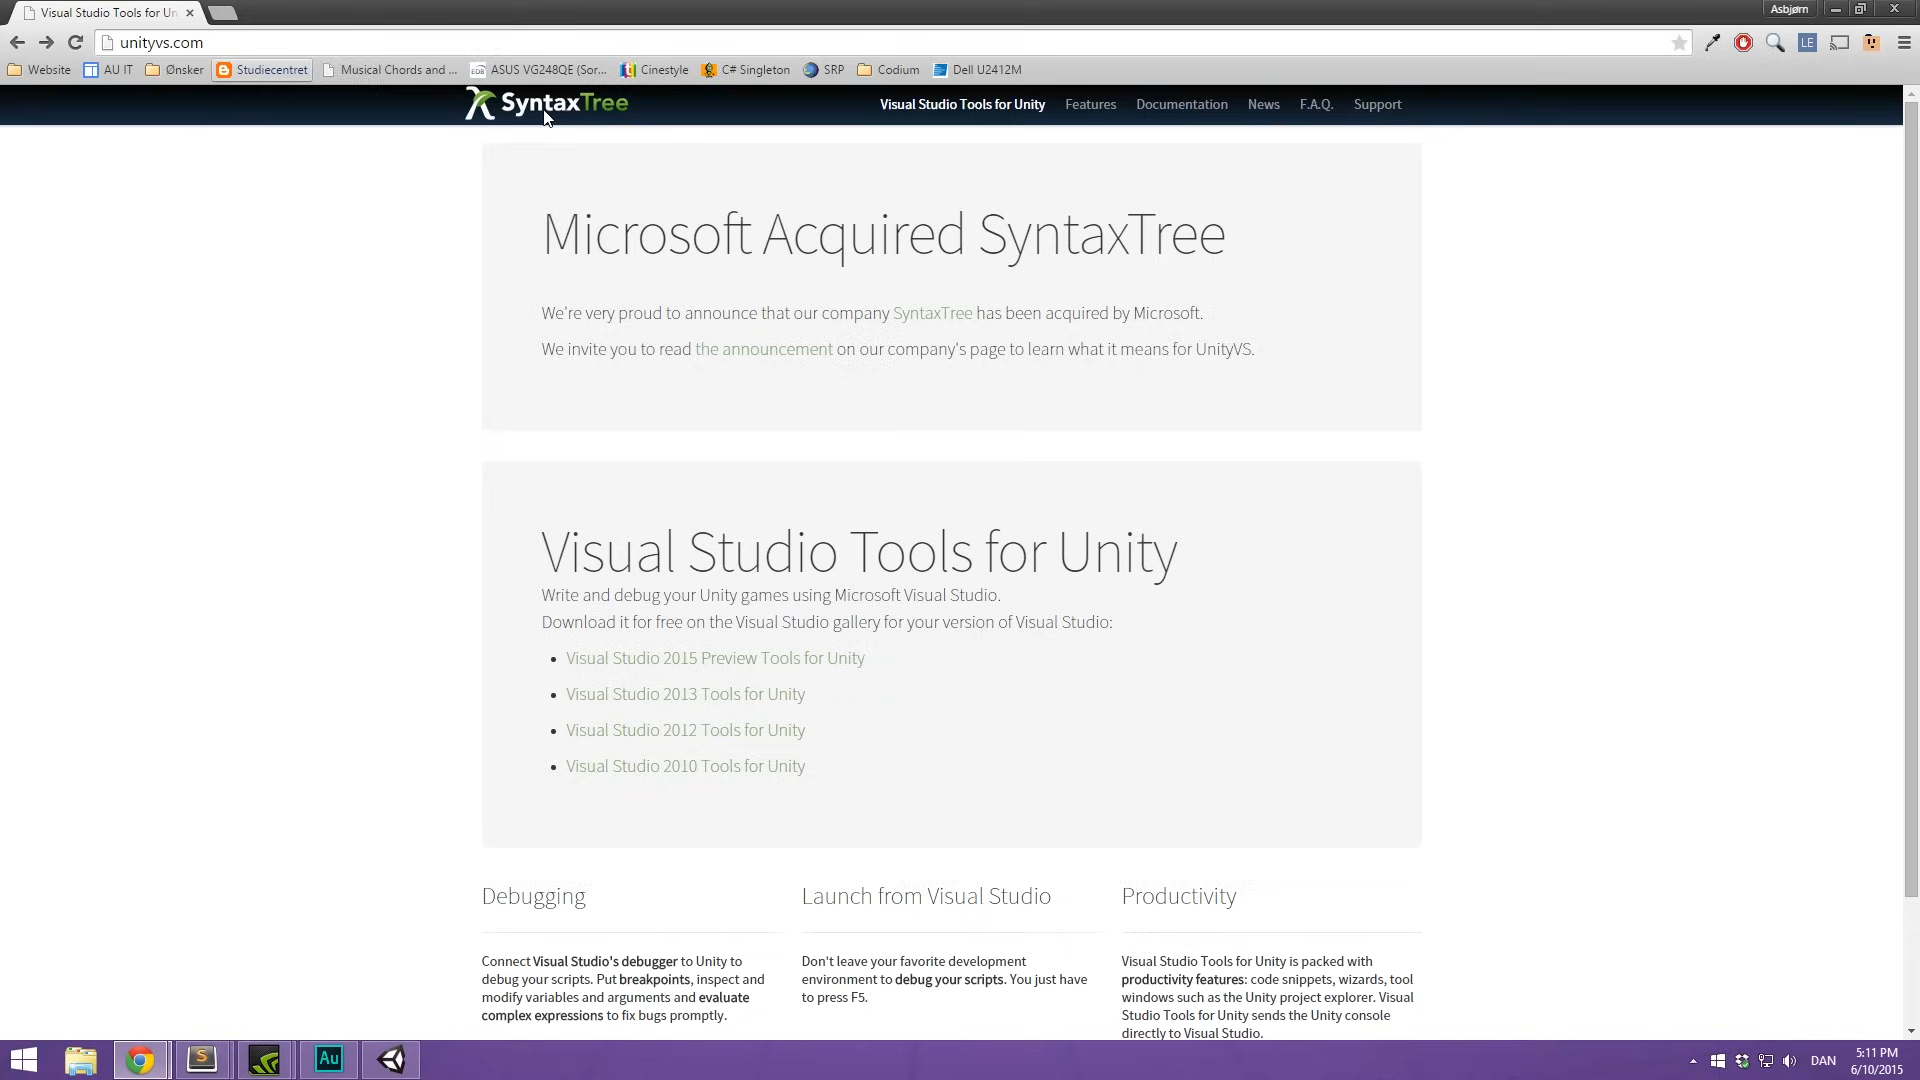 Visual Studio Tools for Un
Asbjørn
unityvs.com
LE
Website
AU IT
Ønsker
Studiecentret
Musical Chords and ...
EDB
ASUS VG248QE (Sor...
Cinestyle
C# Singleton
SRP
Codium
Dell U2412M
SyntaxTree
Visual Studio Tools for Unity
Features
Documentation
News
F.A.Q.
Support
Microsoft Acquired SyntaxTree
We're very proud to announce that our company SyntaxTree has been acquired by Microsoft.
We invite you to read the announcement on our company's page to learn what it means for UnityVS.
Visual Studio Tools for Unity
Write and debug your Unity games using Microsoft Visual Studio.
Download it for free on the Visual Studio gallery for your version of Visual Studio:
Visual Studio 2015 Preview Tools for Unity
Visual Studio 2013 Tools for Unity
Visual Studio 2012 Tools for Unity
Visual Studio 2010 Tools for Unity
Debugging
Connect Visual Studio's debugger to Unity to
debug your scripts. Put breakpoints, inspect and
modify variables and arguments and evaluate
complex expressions to fix bugs promptly.
Launch from Visual Studio
Don't leave your favorite development
environment to debug your scripts. You just have
to press F5.
Productivity
Visual Studio Tools for Unity is packed with
productivity features: code snippets, wizards, tool
windows such as the Unity project explorer. Visual
Studio Tools for Unity sends the Unity console
directly to Visual Studio.
S
Au
DAN
5:11 PM
6/10/2015